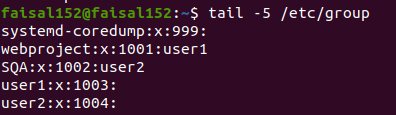 faisal152@faisal152:~$ tail -5 /etc/group
systemd-coredump:x:999:
webproject:x:1001:user1
SQA:x:1002:user2
user1:x:1003:
user2:x:1004: